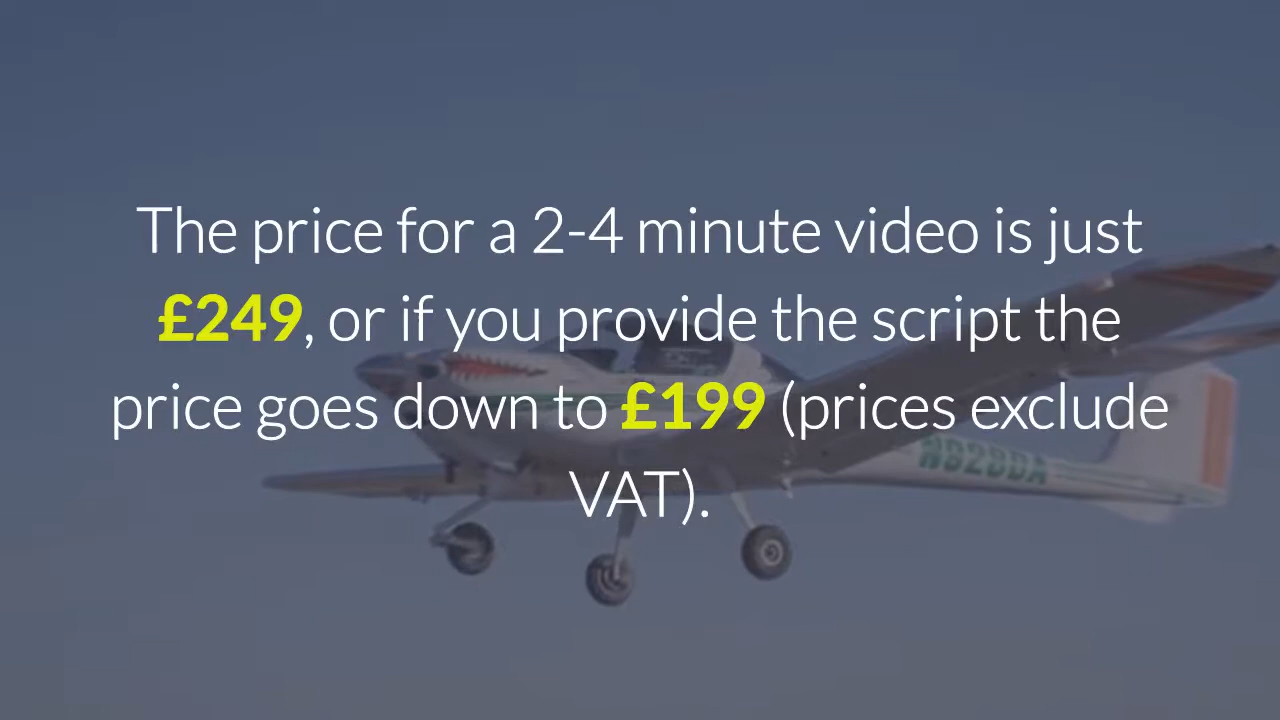 The price for a 2-4 minute video is just
£249, or if you provide the script the
price goes down to £199 (prices exclude
VAT).